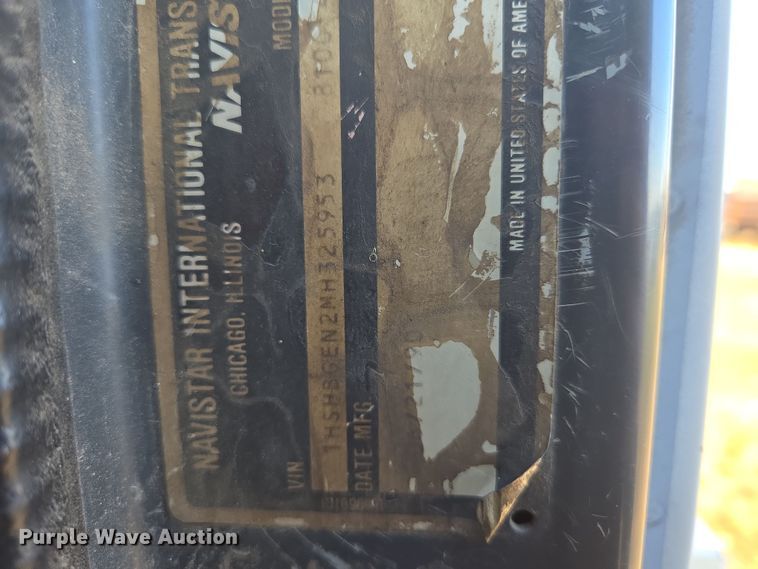 NAVISTAR INTERNATIONAL TRANS
CHICAGO, ILLINOIS NAVIS
VIN MODE
1HSHBGEN2MH325953
DATE MFG.
MADE IN UNITED STATES OF AME
Purple Wave Auction